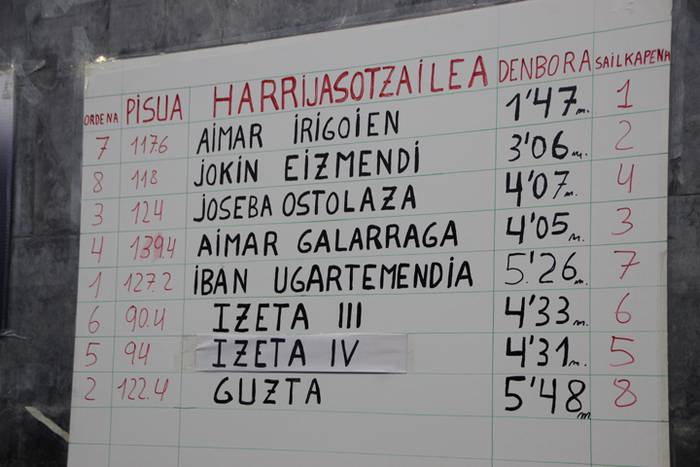 ORDENA PISUA HARRIJASOTZAILEA DENBORA SAILKAPENA
7 117.6 AIMAR IRIGOIEN 1'47 m. 1
8 118 JOKIN EIZMENDI 3'06 m. 2
3 124 JOSEBA OSTOLAZA 4'07 m. 4
4 139.4 AIMAR GALARRAGA 4'05 m. 3
1 127.2 IBAN UGARTEMENDIA 5'26 m. 7
6 90.4 IZETA III 4'33 m. 6
5 94 IZETA IV 4'31 m. 5
2 122.4 GUZTA 5'48 m 8